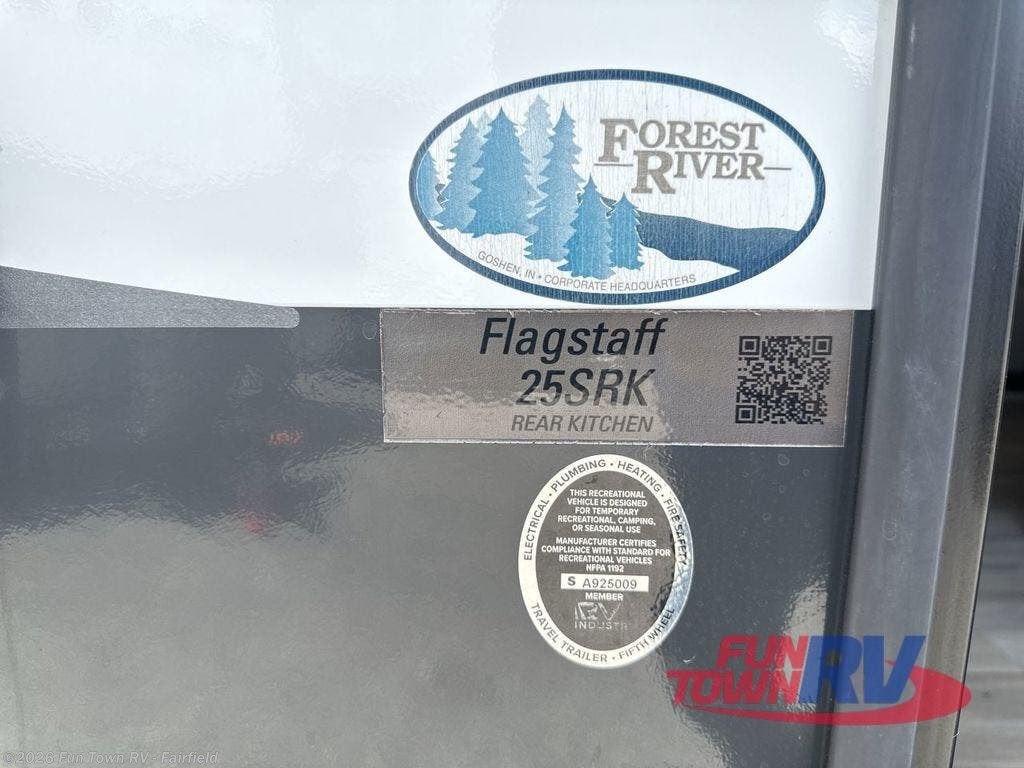 FOREST
RIVER
GOSHEN, IN • CORPORATE HEADQUARTERS
Flagstaff
25SRK
REAR KITCHEN
ELECTRICAL • PLUMBING • HEATING • FIRE SAFETY
THIS RECREATIONAL
VEHICLE IS DESIGNED
FOR TEMPORARY
RECREATIONAL, CAMPING,
OR SEASONAL USE
MANUFACTURER CERTIFIES
COMPLIANCE WITH STANDARD FOR
RECREATIONAL VEHICLES
NFPA 1192
S A925009
MEMBER
RV
INDUSTR
TRAVEL TRAILER • FIFTH WHEEL
FUN
TOWN RV
©2026 Fun Town RV - Fairfield